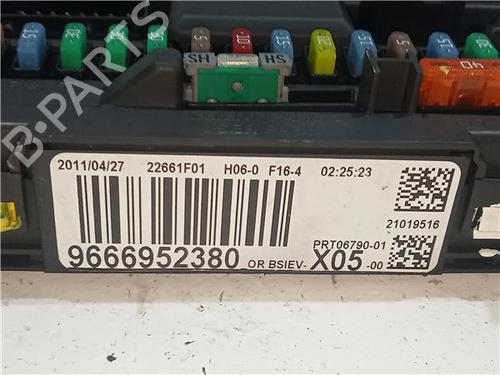 B-PARTS
SH
SH
40
2011/04/27 22661F01 H06-0 F16-4 02:25:23
21019516
PRT06790-01
9666952380 OR BSIEV- X05 -00